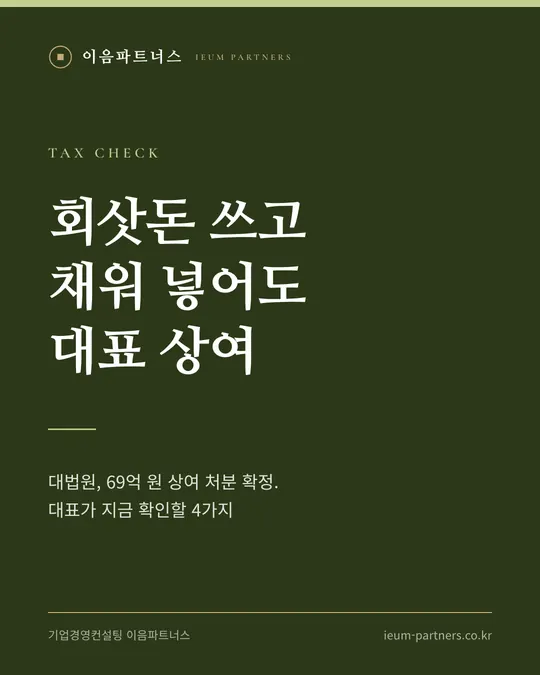 이음파트너스 IEUM PARTNERS
TAX CHECK
회삿돈 쓰고
채워 넣어도
대표 상여
대법원, 69억 원 상여 처분 확정.
대표가 지금 확인할 4가지
기업경영컨설팅 이음파트너스 ieum-partners.co.kr